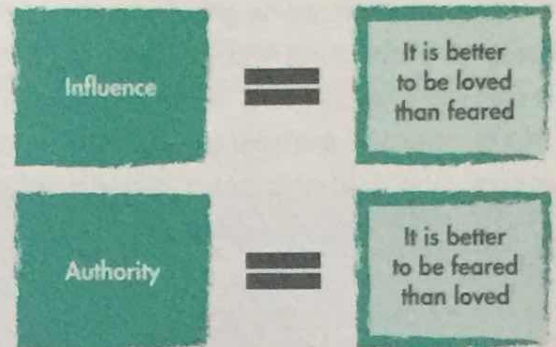 Influence
It is better
to be loved
than feared
Authority
It is better
to be feared
than loved